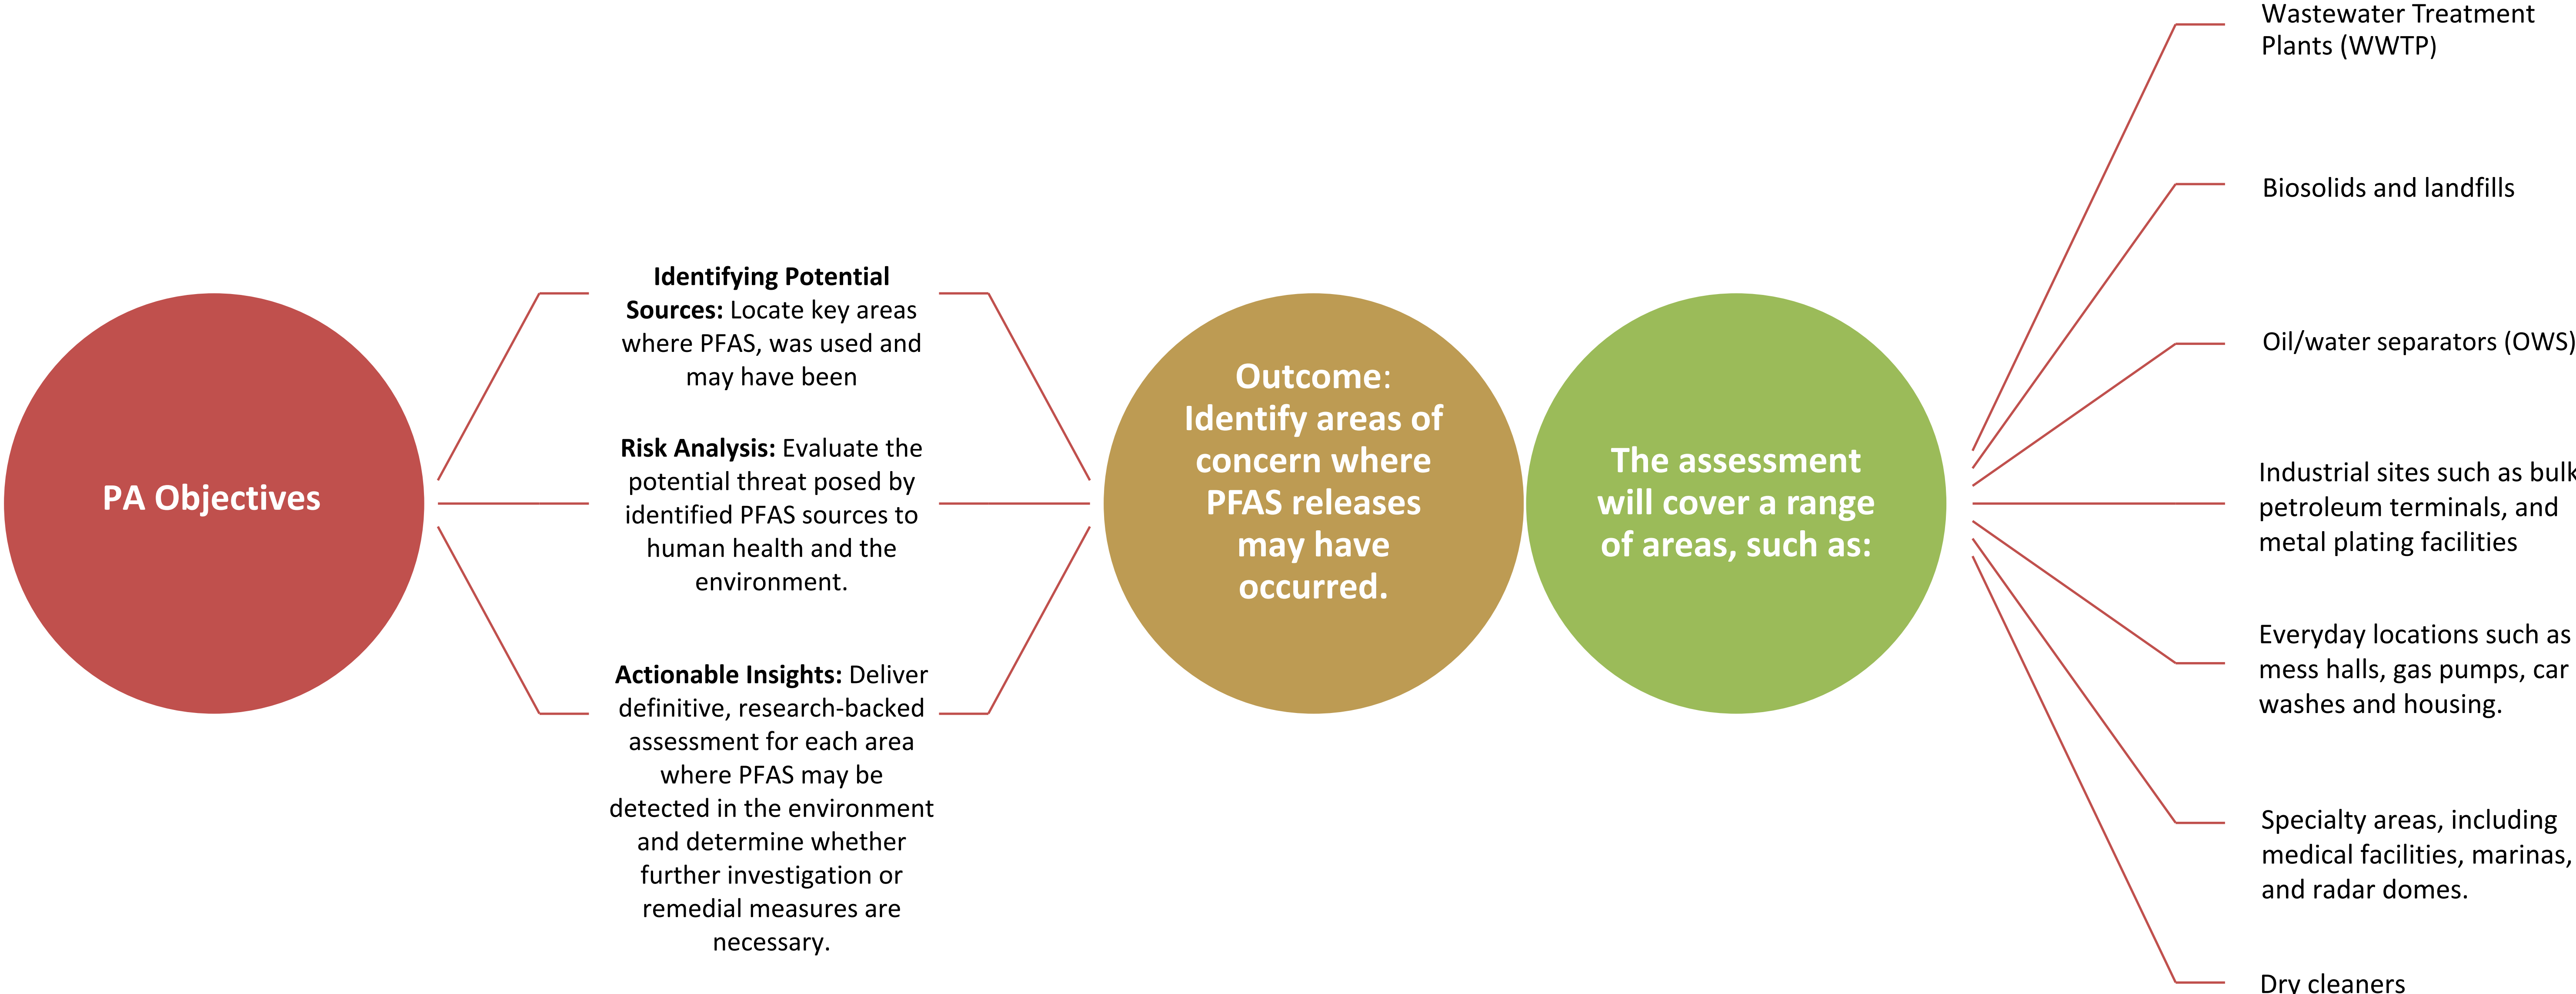 PA Objectives
Identifying Potential
Sources: Locate key areas
where PFAS, was used and
may have been
Risk Analysis: Evaluate the
potential threat posed by
identified PFAS sources to
human health and the
environment.
Actionable Insights: Deliver
definitive, research-backed
assessment for each area
where PFAS may be
detected in the environment
and determine whether
further investigation or
remedial measures are
necessary.
Outcome:
Identify areas of
concern where
PFAS releases
may have
occurred.
The assessment
will cover a range
of areas, such as:
Wastewater Treatment
Plants (WWTP)
Biosolids and landfills
Oil/water separators (OWS)
Industrial sites such as bulk
petroleum terminals, and
metal plating facilities
Everyday locations such as
mess halls, gas pumps, car
washes and housing.
Specialty areas, including
medical facilities, marinas,
and radar domes.
Dry cleaners